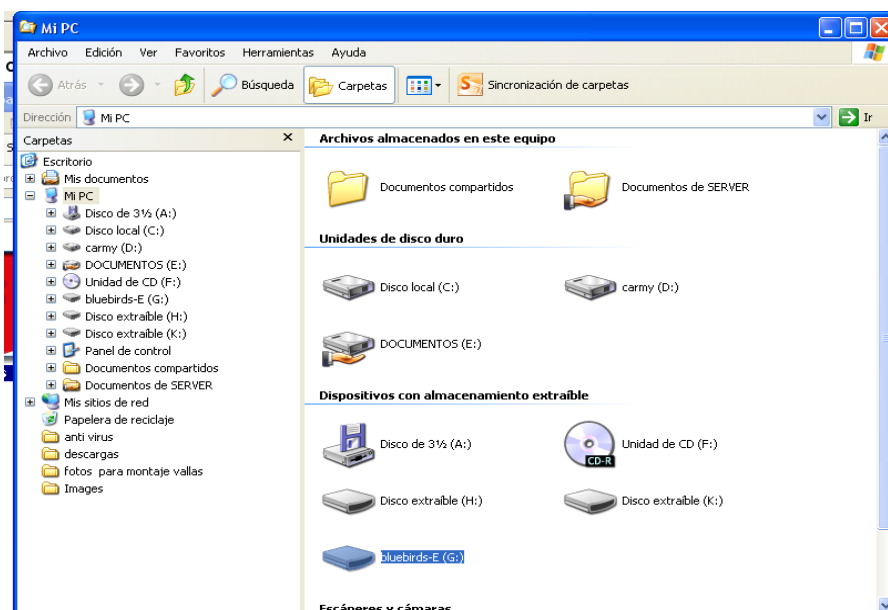 Mi PC
Archivo Edición Ver Favoritos Herramientas Ayuda
Atrás Búsqueda Carpetas Sincronización de carpetas
Dirección Mi PC Ir
Carpetas
Escritorio
Mis documentos
Mi PC
Disco de 3½ (A:)
Disco local (C:)
carmy (D:)
DOCUMENTOS (E:)
Unidad de CD (F:)
bluebirds-E (G:)
Disco extraíble (H:)
Disco extraíble (K:)
Panel de control
Documentos compartidos
Documentos de SERVER
Mis sitios de red
Papelera de reciclaje
anti virus
descargas
fotos para montaje vallas
Images
Archivos almacenados en este equipo
Documentos compartidos Documentos de SERVER
Unidades de disco duro
Disco local (C:) carmy (D:)
DOCUMENTOS (E:)
Dispositivos con almacenamiento extraíble
Disco de 3½ (A:) Unidad de CD (F:)
CD-R
Disco extraíble (H:) Disco extraíble (K:)
bluebirds-E (G:)
Escáneres y cámaras